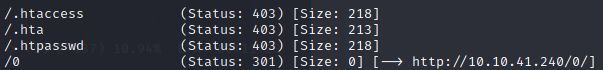 /.htaccess (Status: 403) [Size: 218]
/.hta (Status: 403) [Size: 213]
/.htpasswd (Status: 403) [Size: 218]
/0 (Status: 301) [Size: 0] [--> http://10.10.41.240/0/]